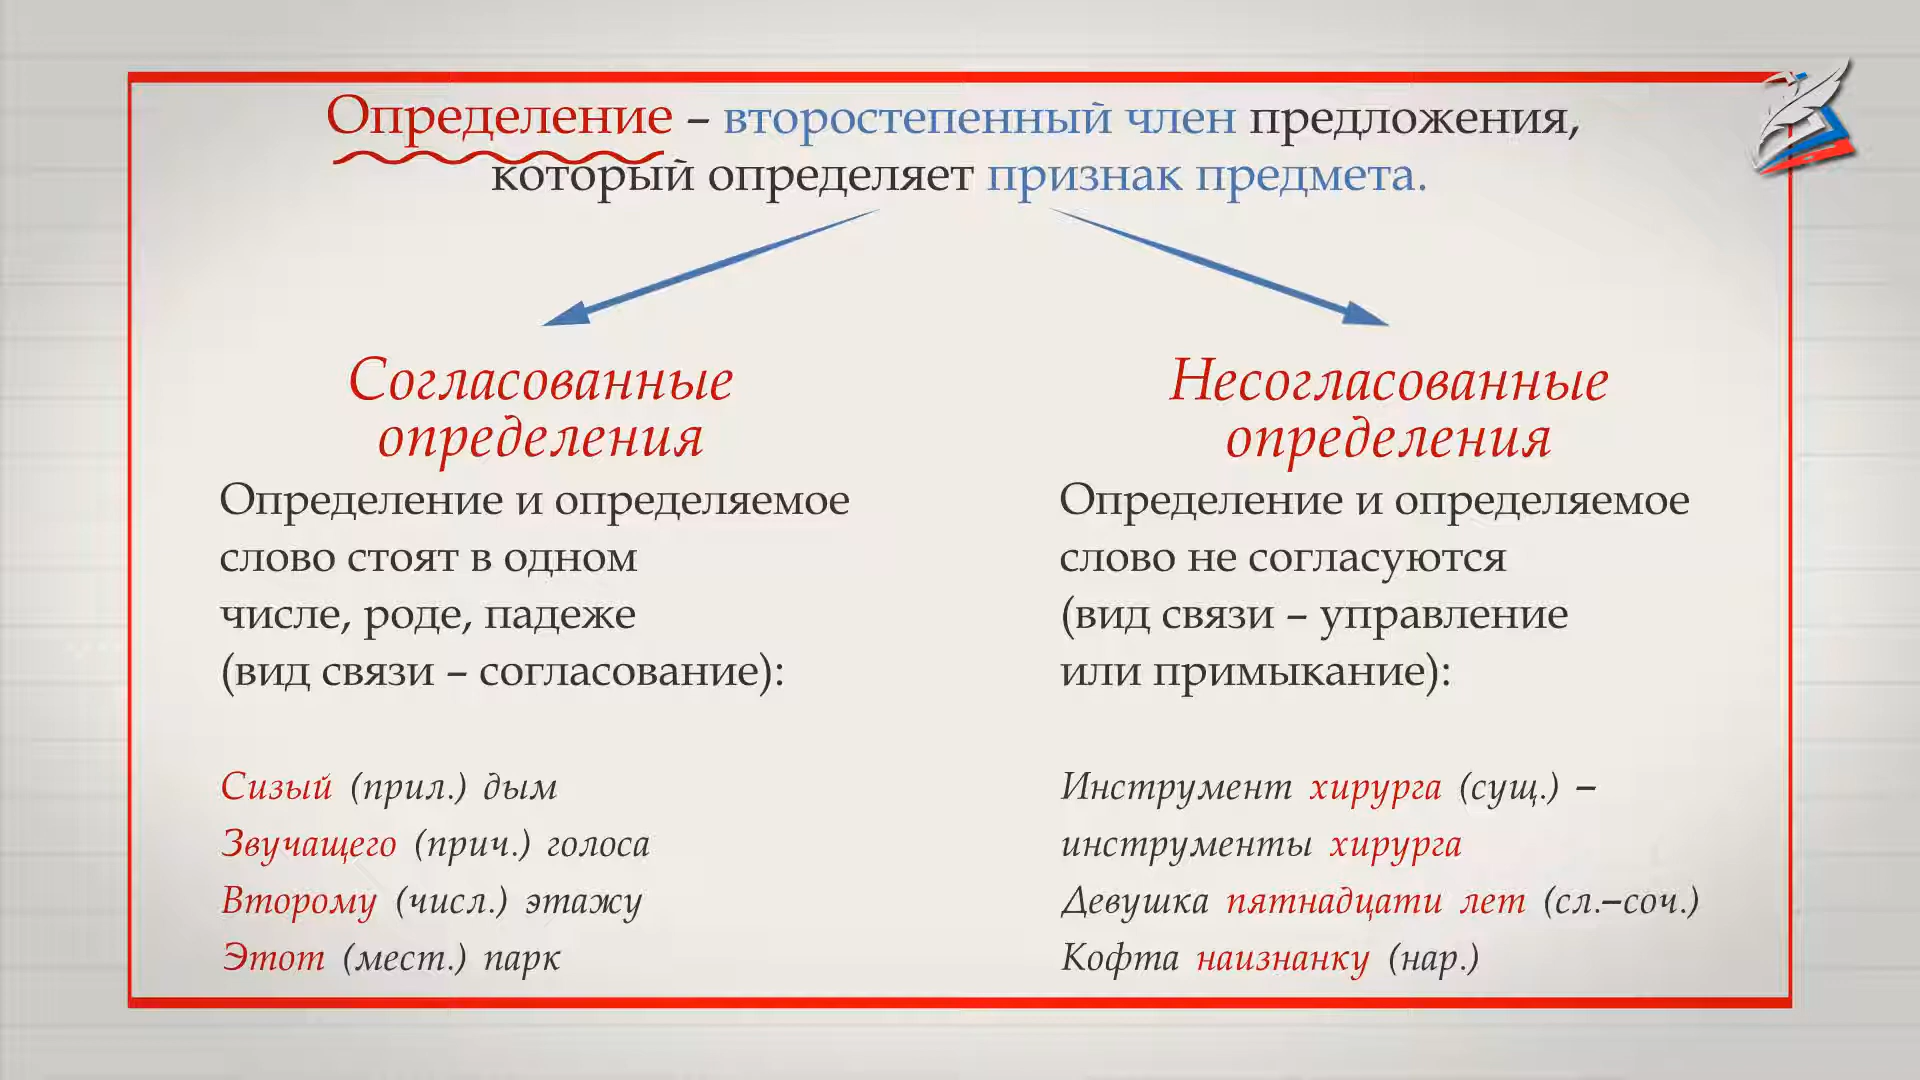 Определение – второстепенный член предложения,
который определяет признак предмета.
Согласованные
определения
Определение и определяемое
слово стоят в одном
числе, роде, падеже
(вид связи – согласование):
Сизый (прил.) дым
Звучащего (прич.) голоса
Второму (числ.) этажу
Этот (мест.) парк
Несогласованные
определения
Определение и определяемое
слово не согласуются
(вид связи – управление
или примыкание):
Инструмент хирурга (сущ.) –
инструменты хирурга
Девушка пятнадцати лет (сл.–соч.)
Кофта наизнанку (нар.)